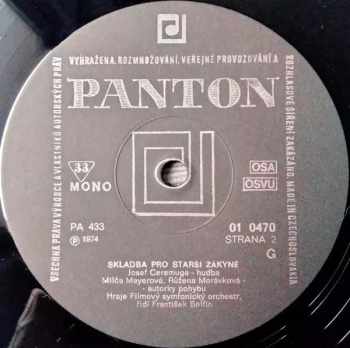 VŠECHNA PRÁVA VÝROBCE A VLASTNÍKŮ AUTORSKÝCH PRÁV VYHRAŽENA. ROZMNOŽOVÁNÍ, VEŘEJNÉ PROVOZOVÁNÍ A ROZHLASOVÉ ŠÍŘENÍ ZAKÁZÁNO. MADE IN CZECHOSLOVAKIA
PANTON
33
MONO
OSA
OSVU
PA 433
01 0470
Ⓟ 1974
STRANA 2
G
SKLADBA PRO STARŠÍ ŽÁKYNĚ
Josef Ceremuga - hudba
Milča Mayerová, Růžena Morávková -
- autorky pohybu
Hraje Filmový symfonický orchestr,
řídí František Belfín